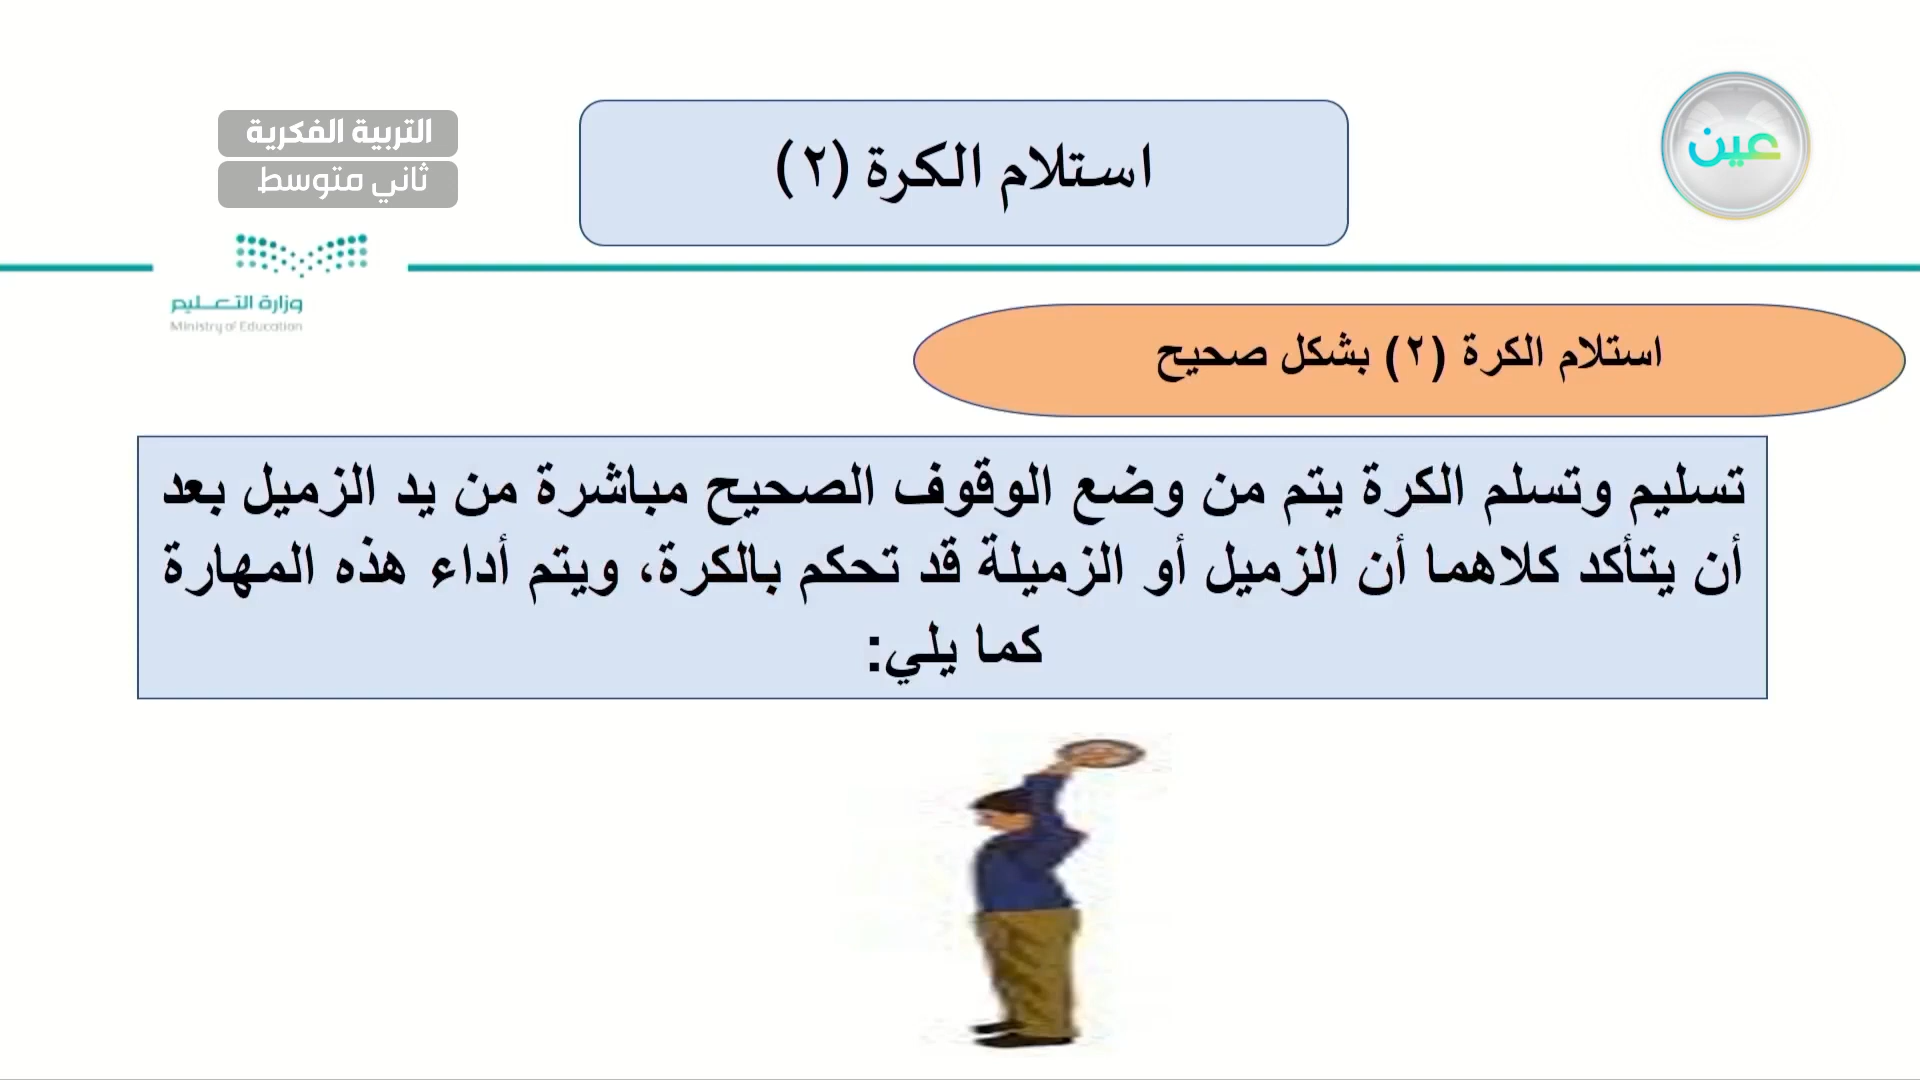 عين
استلام الكرة (٢)
التربية الفكرية
ثاني متوسط
وزارة التعليم
Ministry of Education
استلام الكرة (٢) بشكل صحيح
تسليم وتسلم الكرة يتم من وضع الوقوف الصحيح مباشرة من يد الزميل بعد
أن يتأكد كلاهما أن الزميل أو الزميلة قد تحكم بالكرة، ويتم أداء هذه المهارة
كما يلي: